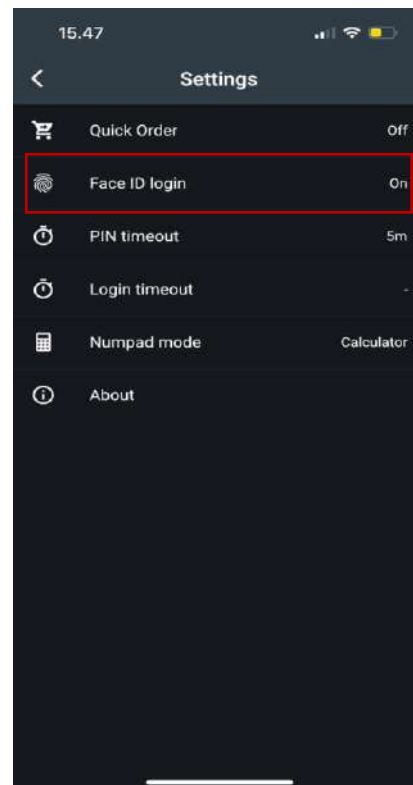 15.47
Settings
Quick Order Off
Face ID login On
PIN timeout 5m
Login timeout -
Numpad mode Calculator
About